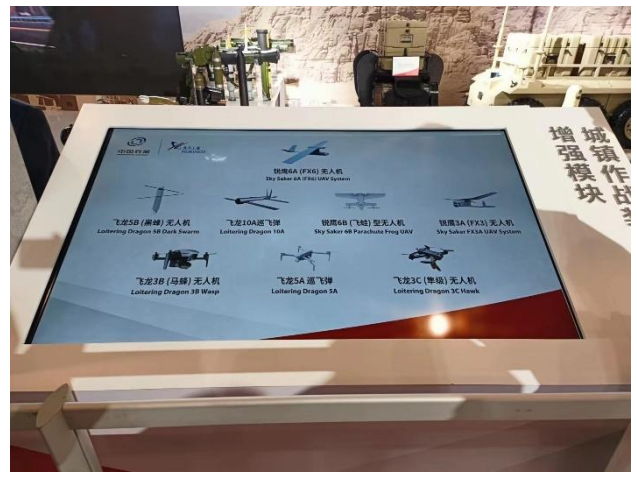 中国兵器
锐鹰6A (FX6) 无人机
Sky Saker 6A (FX6) UAV System
飞龙5B (黑蜂) 无人机
Loitering Dragon 5B Dark Swarm
飞龙10A巡飞弹
Loitering Dragon 10A
锐鹰6B (飞蛙) 型无人机
Sky Saker 6B Parachute Frog UAV
锐鹰3A (FX3) 无人机
Sky Saker FX3A UAV System
飞龙3B (马蜂) 无人机
Loitering Dragon 3B Wasp
飞龙5A 巡飞弹
Loitering Dragon 5A
飞龙3C (隼级) 无人机
Loitering Dragon 3C Hawk
城镇作战
增强模块